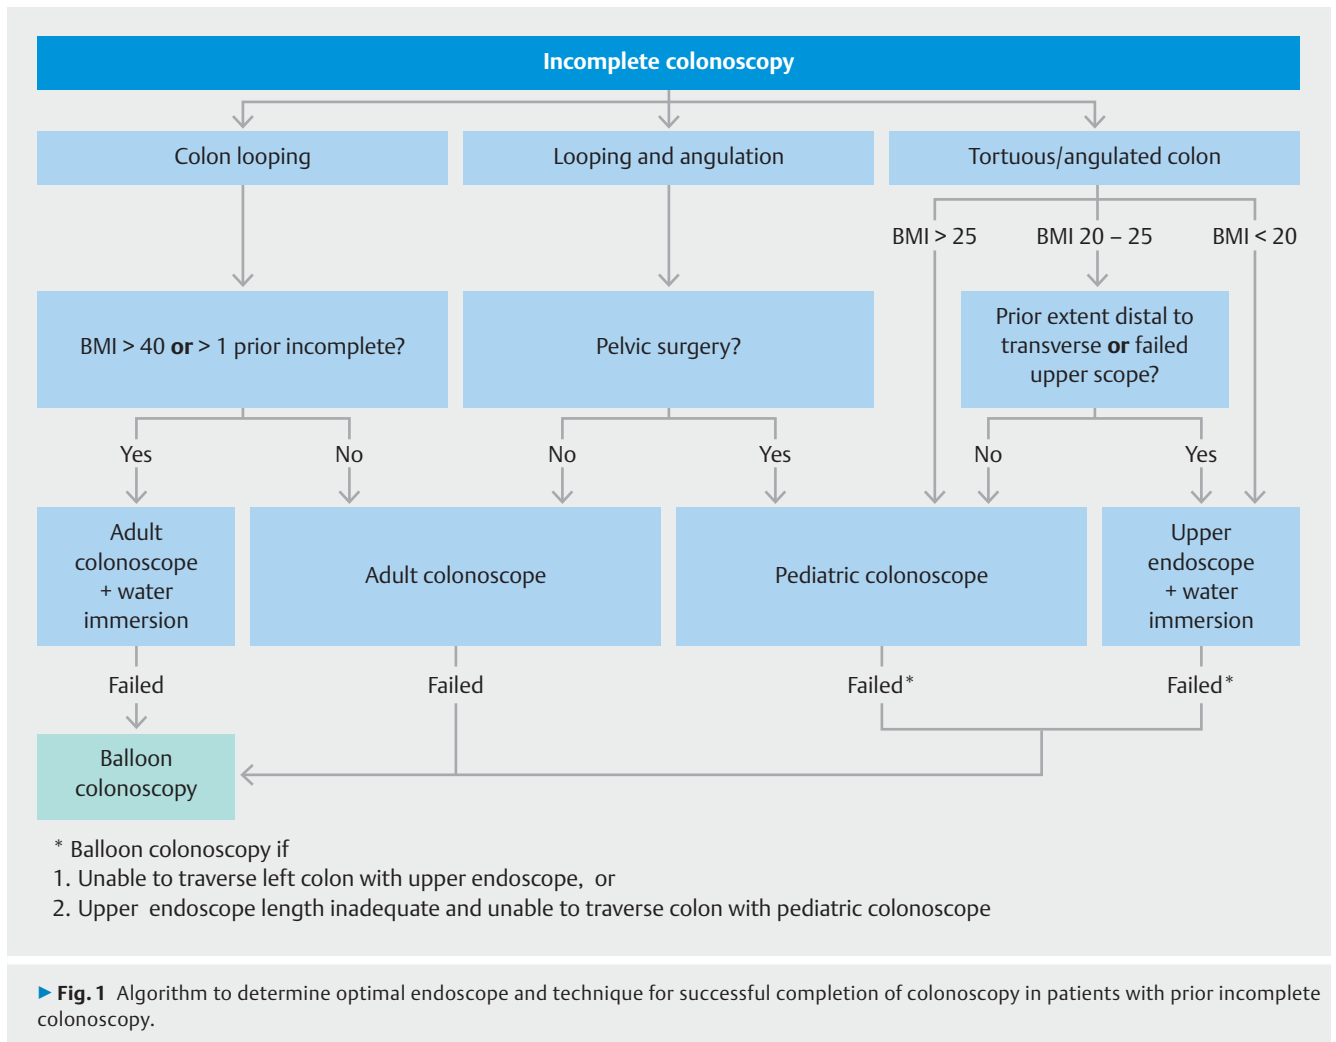 Incomplete colonoscopy
Colon looping
Looping and angulation
Tortuous/angulated colon
BMI > 25
BMI 20 – 25
BMI < 20
BMI > 40 or > 1 prior incomplete?
Pelvic surgery?
Prior extent distal to
transverse or failed
upper scope?
Yes
No
No
Yes
No
Yes
Adult
colonoscope
+ water
immersion
Adult colonoscope
Pediatric colonoscope
Upper
endoscope
+ water
immersion
Failed
Failed
Failed*
Failed*
Balloon
colonoscopy
* Balloon colonoscopy if
1. Unable to traverse left colon with upper endoscope, or
2. Upper endoscope length inadequate and unable to traverse colon with pediatric colonoscope
▶ Fig. 1 Algorithm to determine optimal endoscope and technique for successful completion of colonoscopy in patients with prior incomplete
colonoscopy.